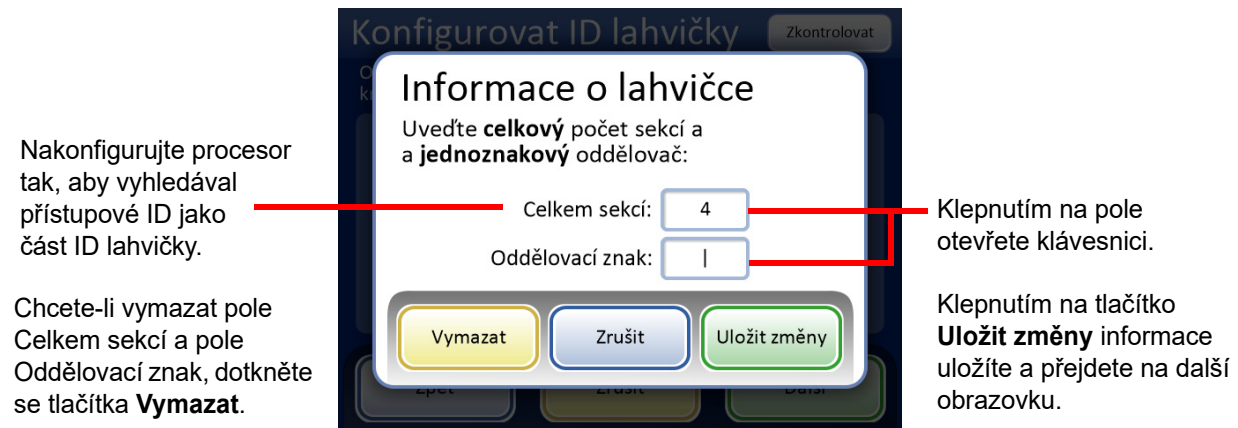 Konfigurovat ID lahvičky
Zkontrolovat
Informace o lahvičce
Uveďte celkový počet sekcí a
a jednoznakový oddělovač:
Celkem sekcí: 4
Oddělovací znak: |
Vymazat
Zrušit
Uložit změny
Zpět
Zrušit
Další
Nakonfigurujte procesor
tak, aby vyhledával
přístupové ID jako
část ID lahvičky.
Chcete-li vymazat pole
Celkem sekcí a pole
Oddělovací znak, dotkněte
se tlačítka Vymazat.
Klepnutím na pole
otevřete klávesnici.
Klepnutím na tlačítko
Uložit změny informace
uložíte a přejdete na další
obrazovku.